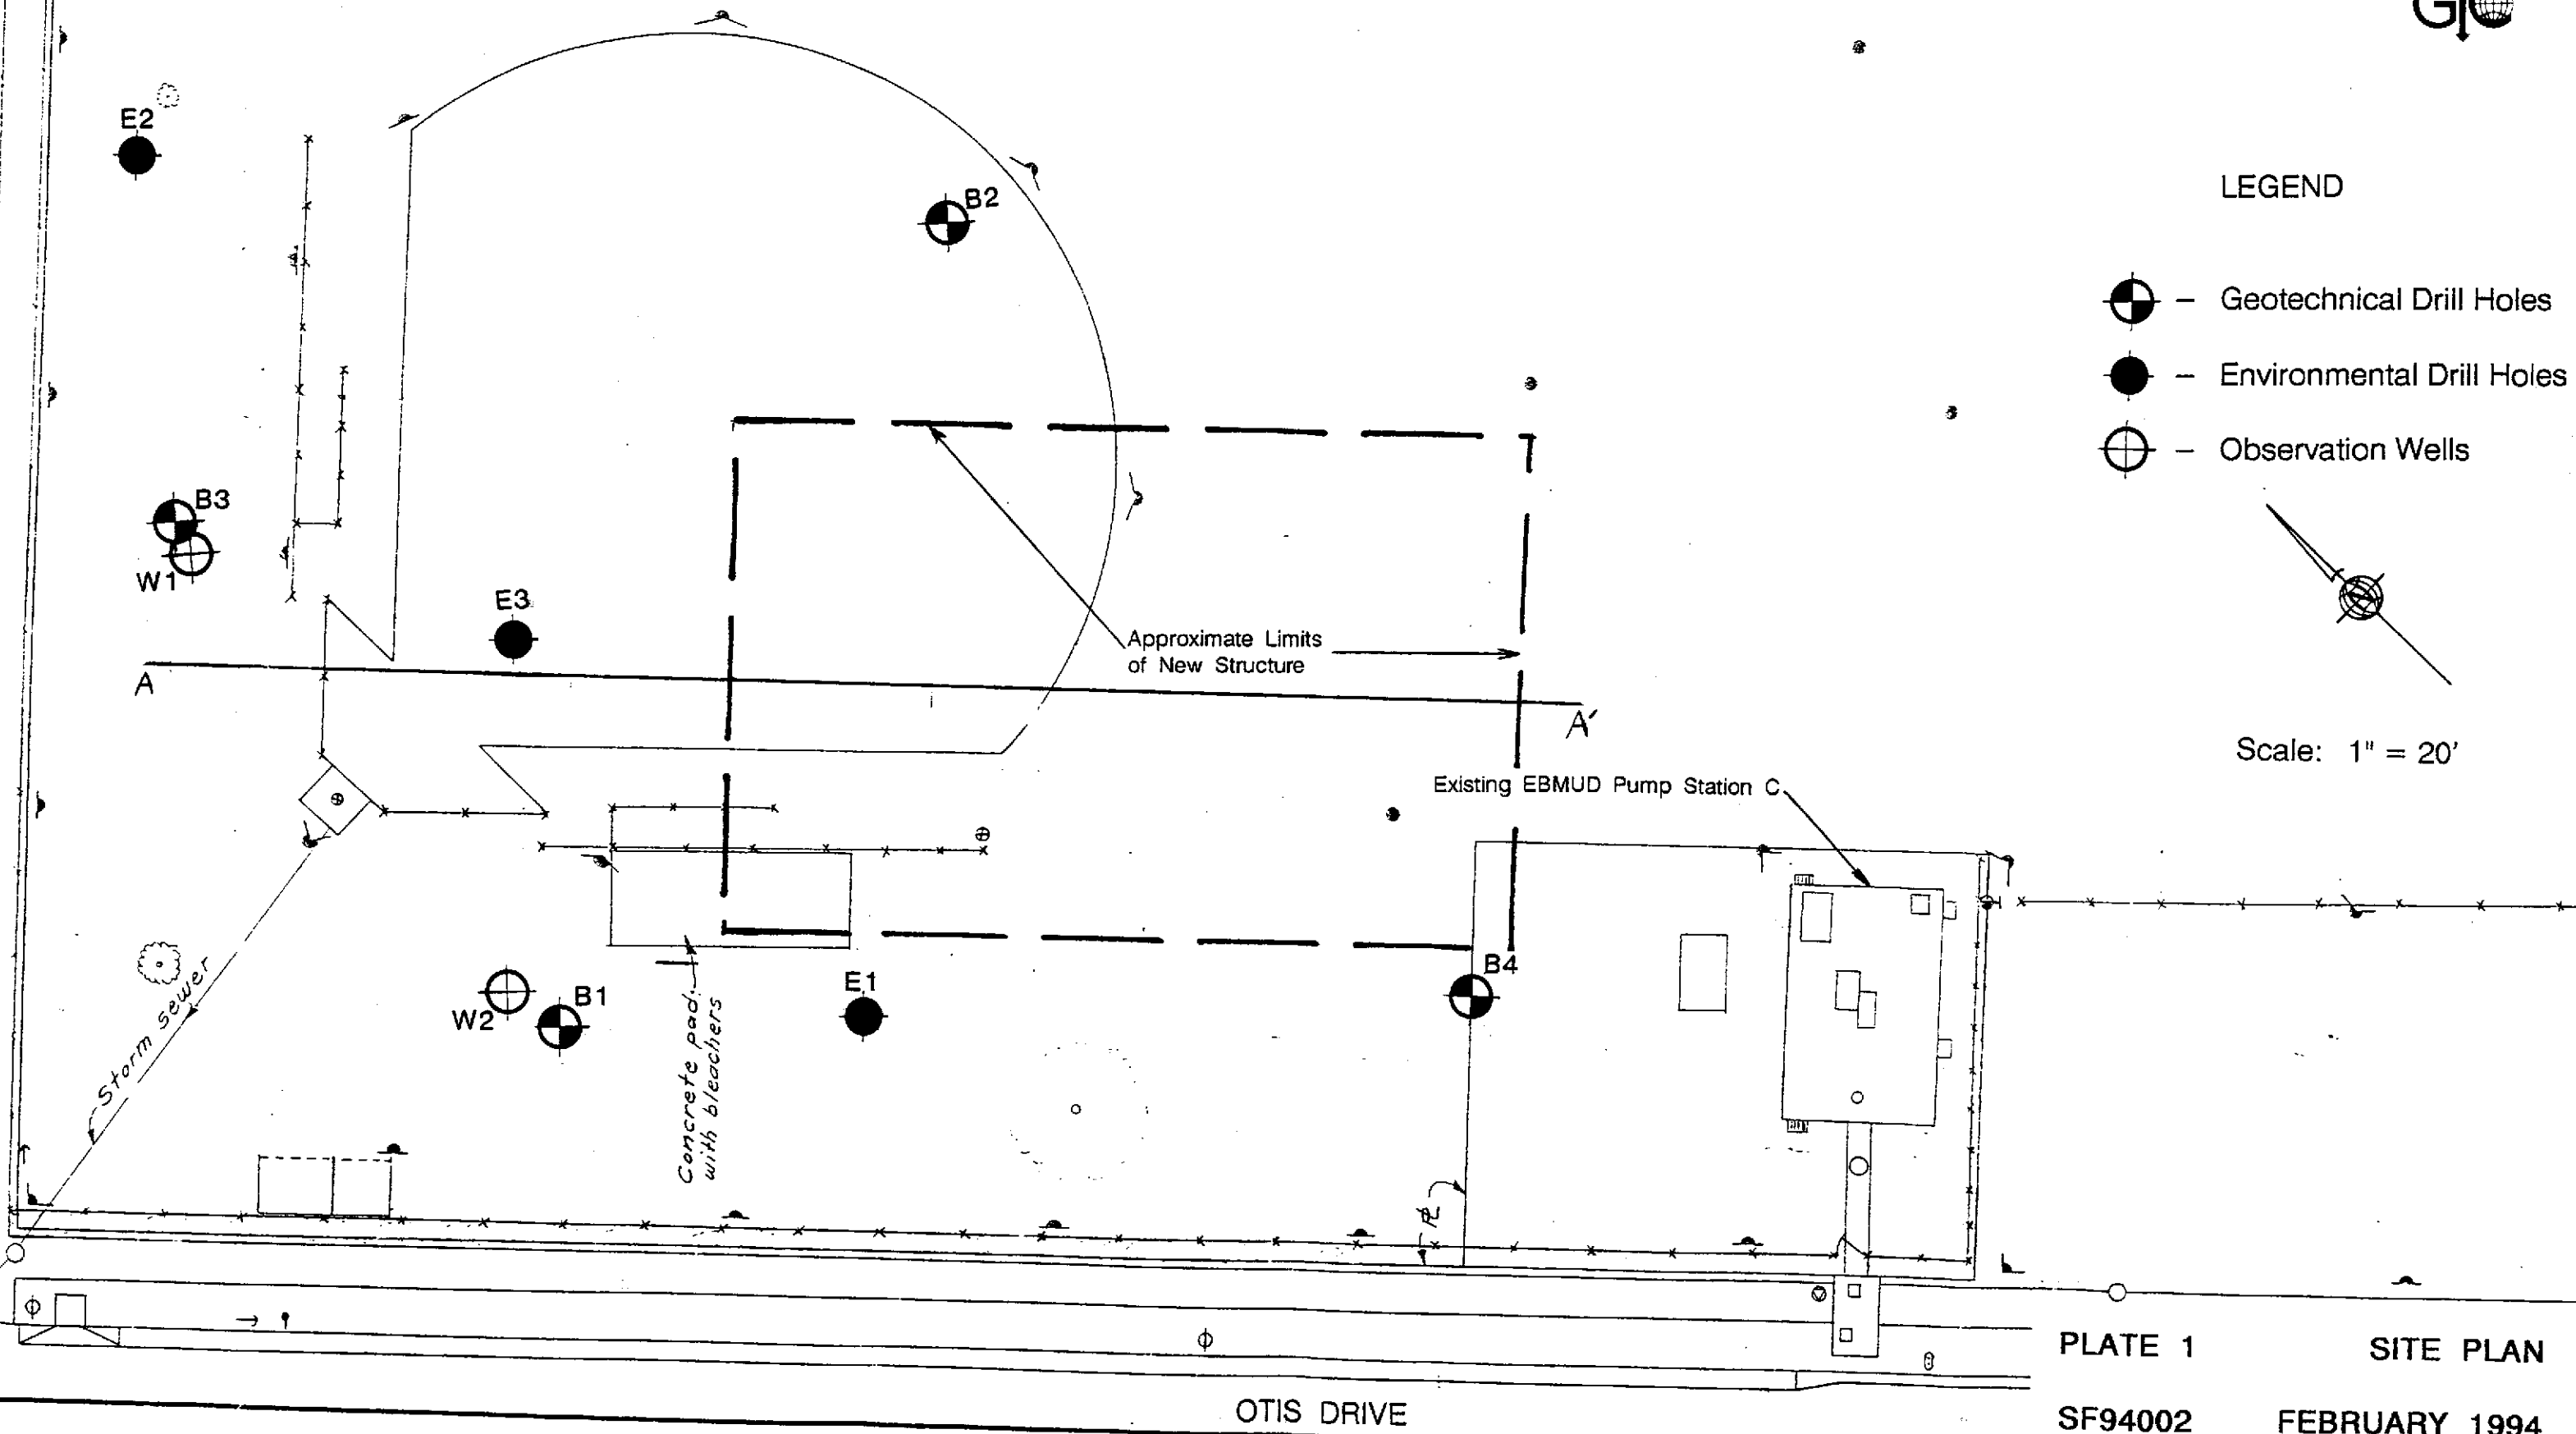 G
E2
B2
LEGEND
– Geotechnical Drill Holes
– Environmental Drill Holes
– Observation Wells
B3
W1
E3
Approximate Limits
of New Structure
A
A′
Scale: 1" = 20'
Existing EBMUD Pump Station C
B4
E1
W2
B1
Storm sewer
Concrete pad
with bleachers
PLATE 1 SITE PLAN
OTIS DRIVE
SF94002 FEBRUARY 1994